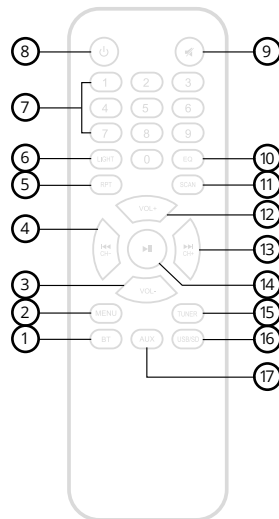 8 9
1 2 3
7 4 5 6
7 8 9
6 LIGHT 0 EQ 10
5 RPT SCAN 11
VOL+ 12
4 CH- CH+ 13
14
3 VOL-
2 MENU TUNER 15
1 BT AUX USB/SD 16
17